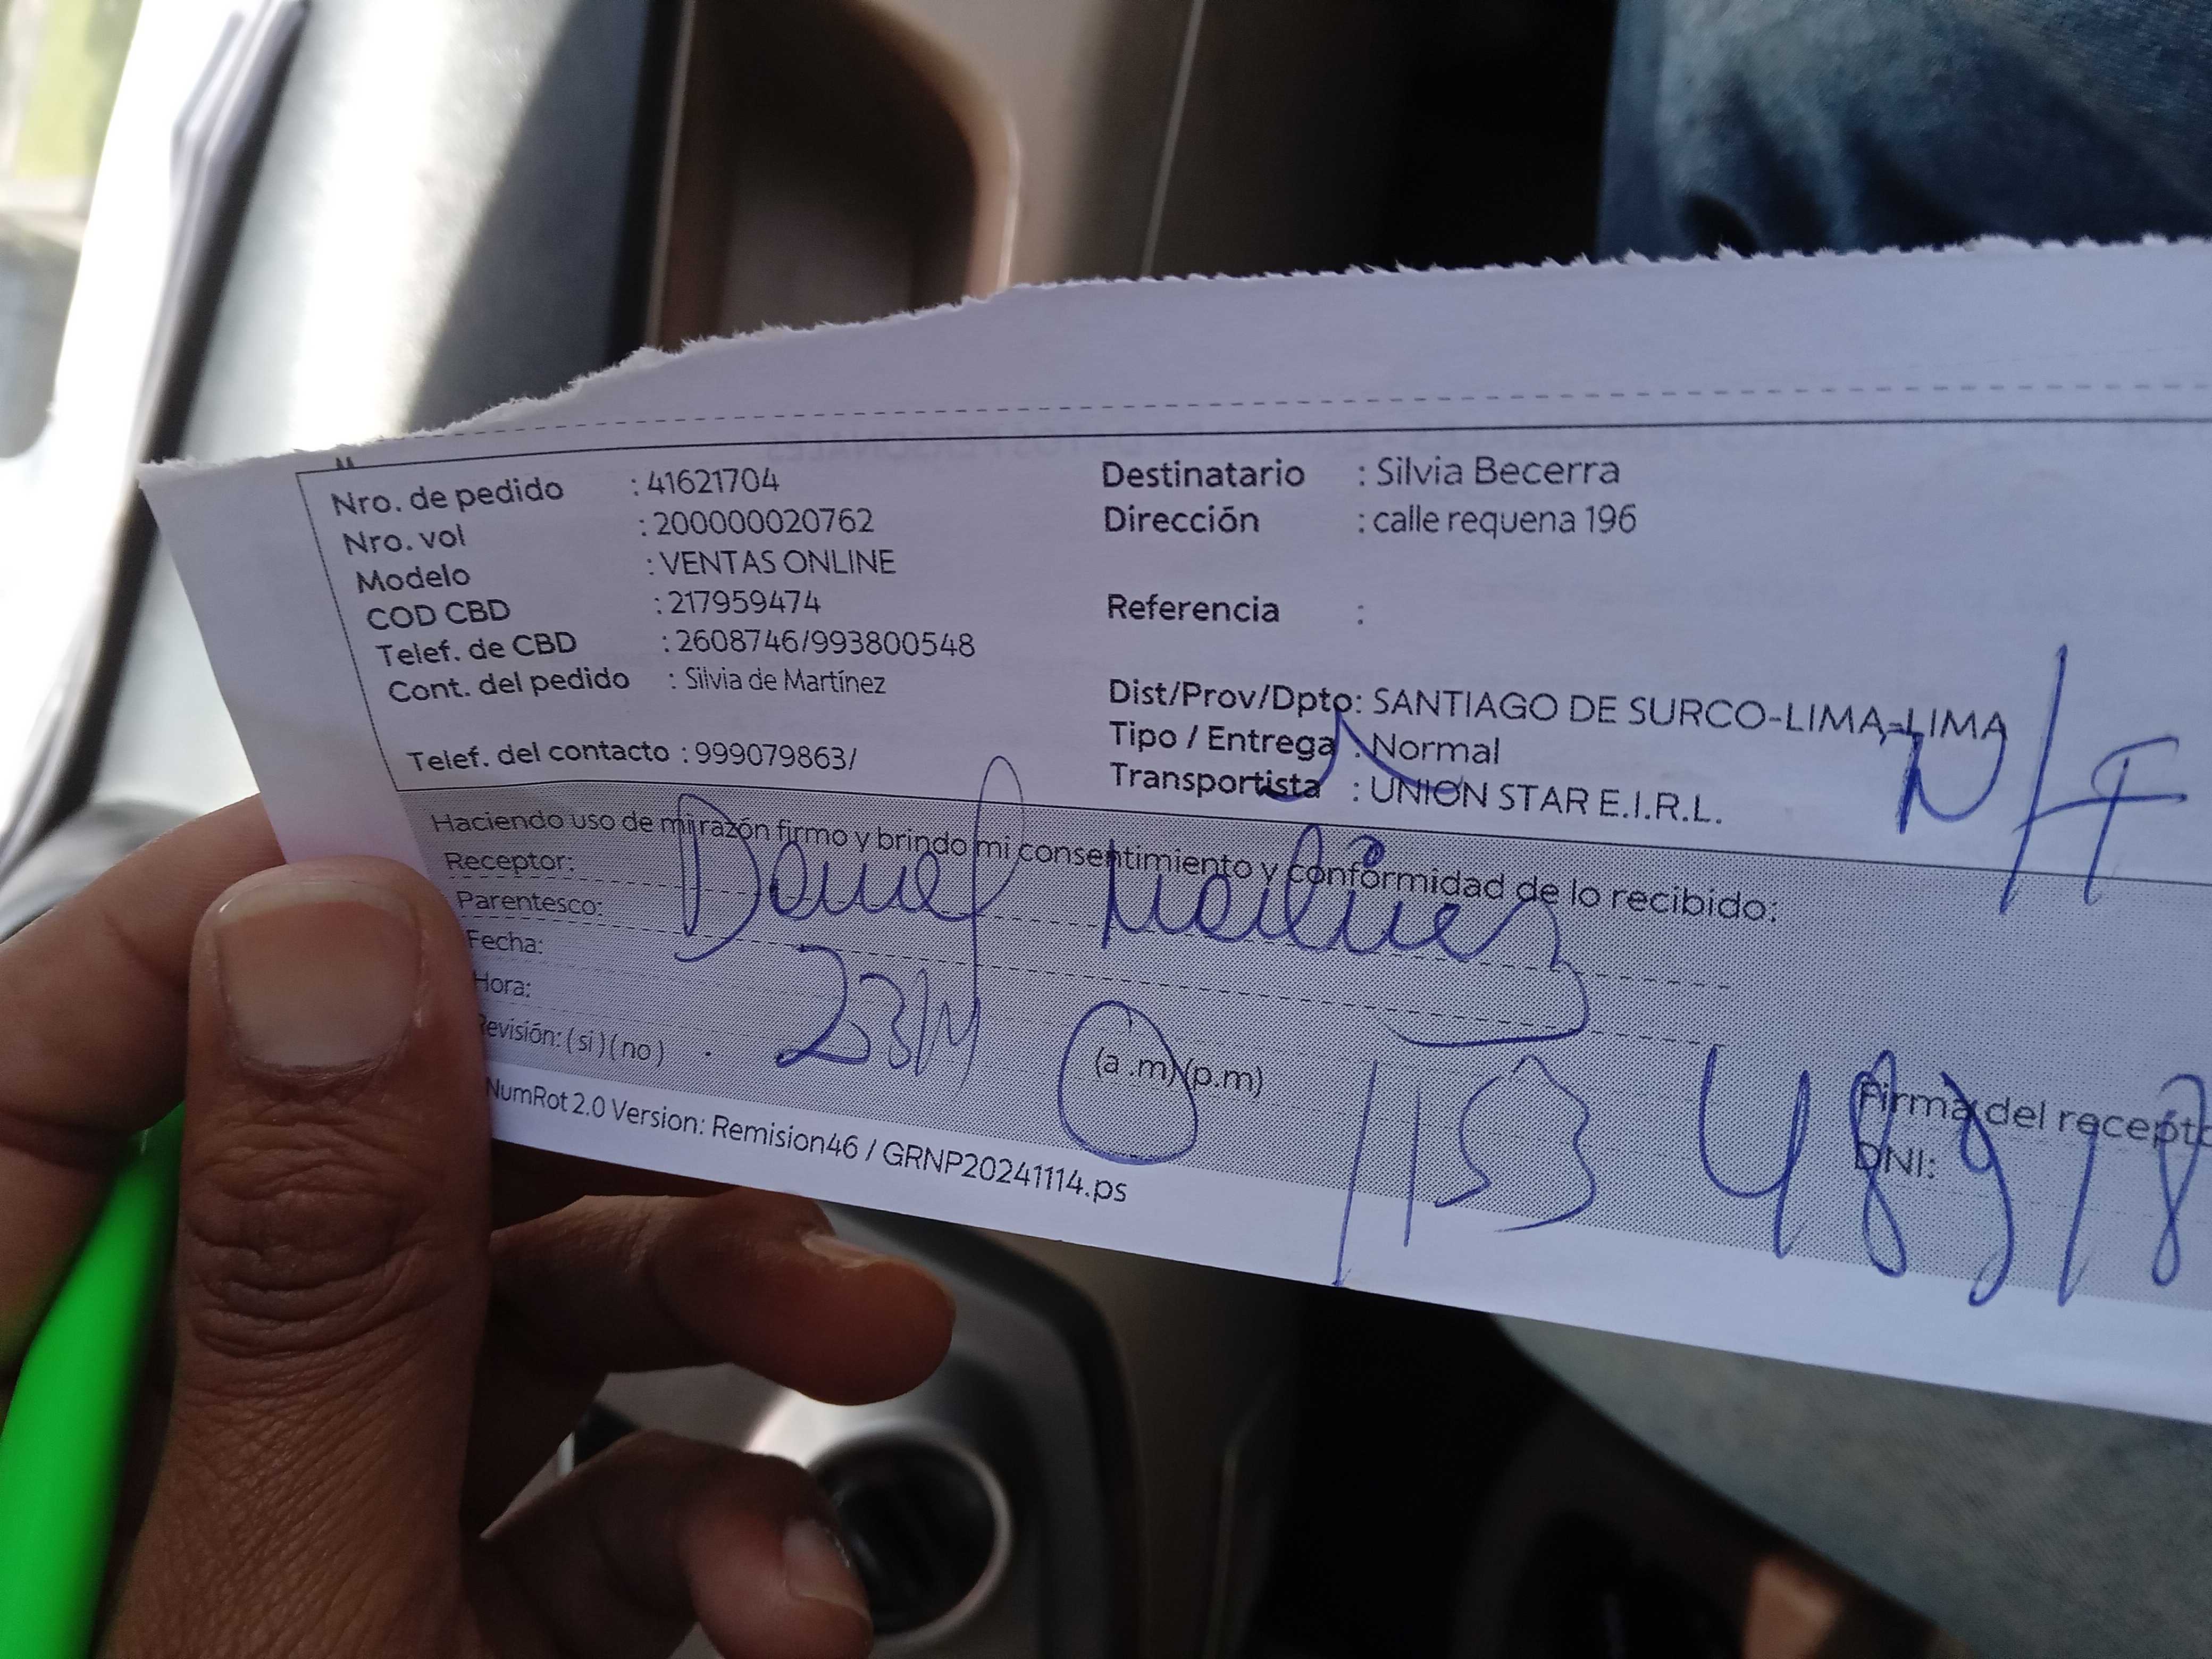 Nro. de pedido : 41621704
Nro. vol : 200000020762
Modelo : VENTAS ONLINE
COD CBD : 217959474
Telef. de CBD : 2608746/993800548
Cont. del pedido : Silvia de Martínez
Telef. del contacto : 999079863/
Destinatario : Silvia Becerra
Dirección : calle requena 196
Referencia :
Dist/Prov/Dpto: SANTIAGO DE SURCO-LIMA-LIMA
Tipo / Entrega : Normal
Transportista : UNION STAR E.I.R.L.
N/F
Haciendo uso de mi razón firmo y brindo mi consentimiento y conformidad de lo recibido:
Receptor: Daniel Martínez
Parentesco:
Fecha:
Hora: (a .m) (p.m)
Revisión: (si) (no)
Firma del recept
DNI:
NumRot 2.0 Version: Remision46 / GRNP20241114.ps